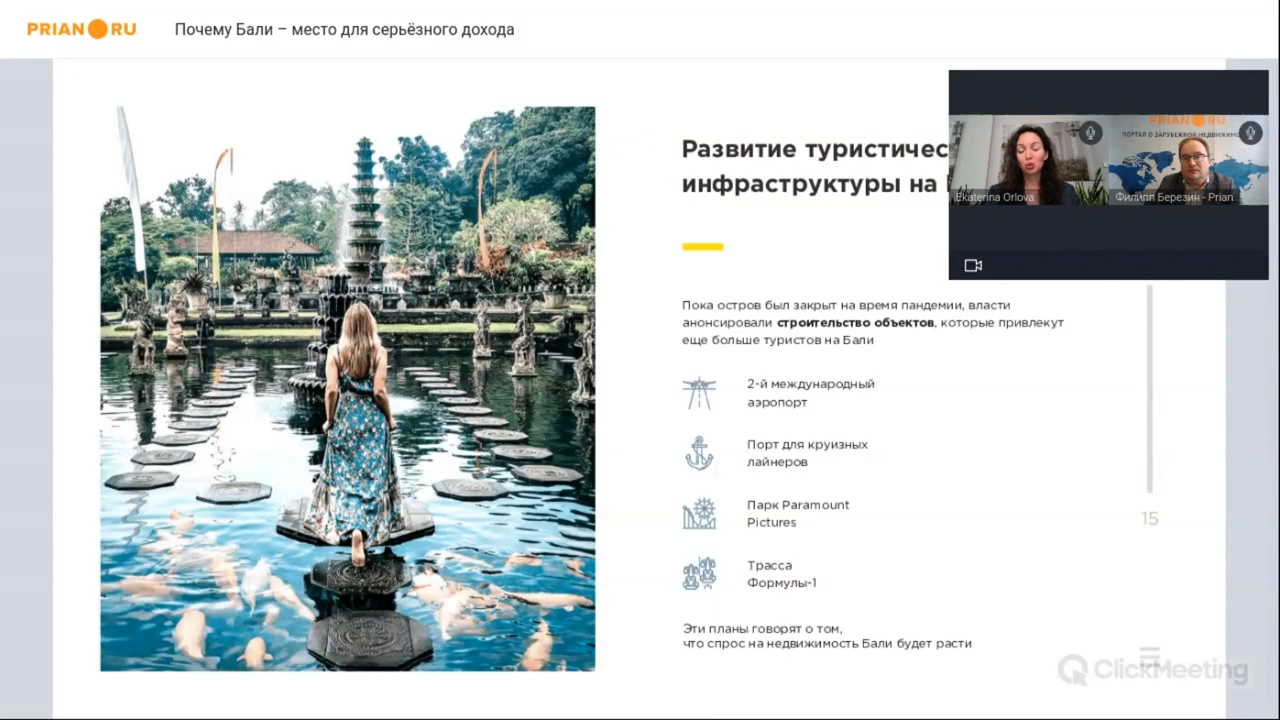 PRIAN RU
Почему Бали – место для серьёзного дохода
PRIAN RU
ПОРТАЛ О ЗАРУБЕЖНОЙ
Ekaterina Orlova
Филипп Березин - Prian
Развитие
инфраструктуры на
Пока остров был закрыт на время пандемии, власти
анонсировали строительство объектов, которые привлекут
еще больше туристов на Бали
2-й международный
аэропорт
Порт для круизных
лайнеров
Парк Paramount
Pictures
Трасса
Формулы-1
15
Эти планы говорят о том,
что спрос на недвижимость Бали будет расти
ClickMeeting